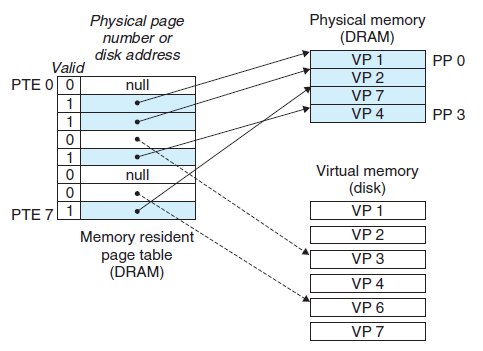 Physical page
number or
disk address
Valid
PTE 0 0 null
1
1
0
1
0 null
0
PTE 7 1
Memory resident
page table
(DRAM)
Physical memory
(DRAM)
VP 1 PP 0
VP 2
VP 7
VP 4 PP 3
Virtual memory
(disk)
VP 1
VP 2
VP 3
VP 4
VP 6
VP 7